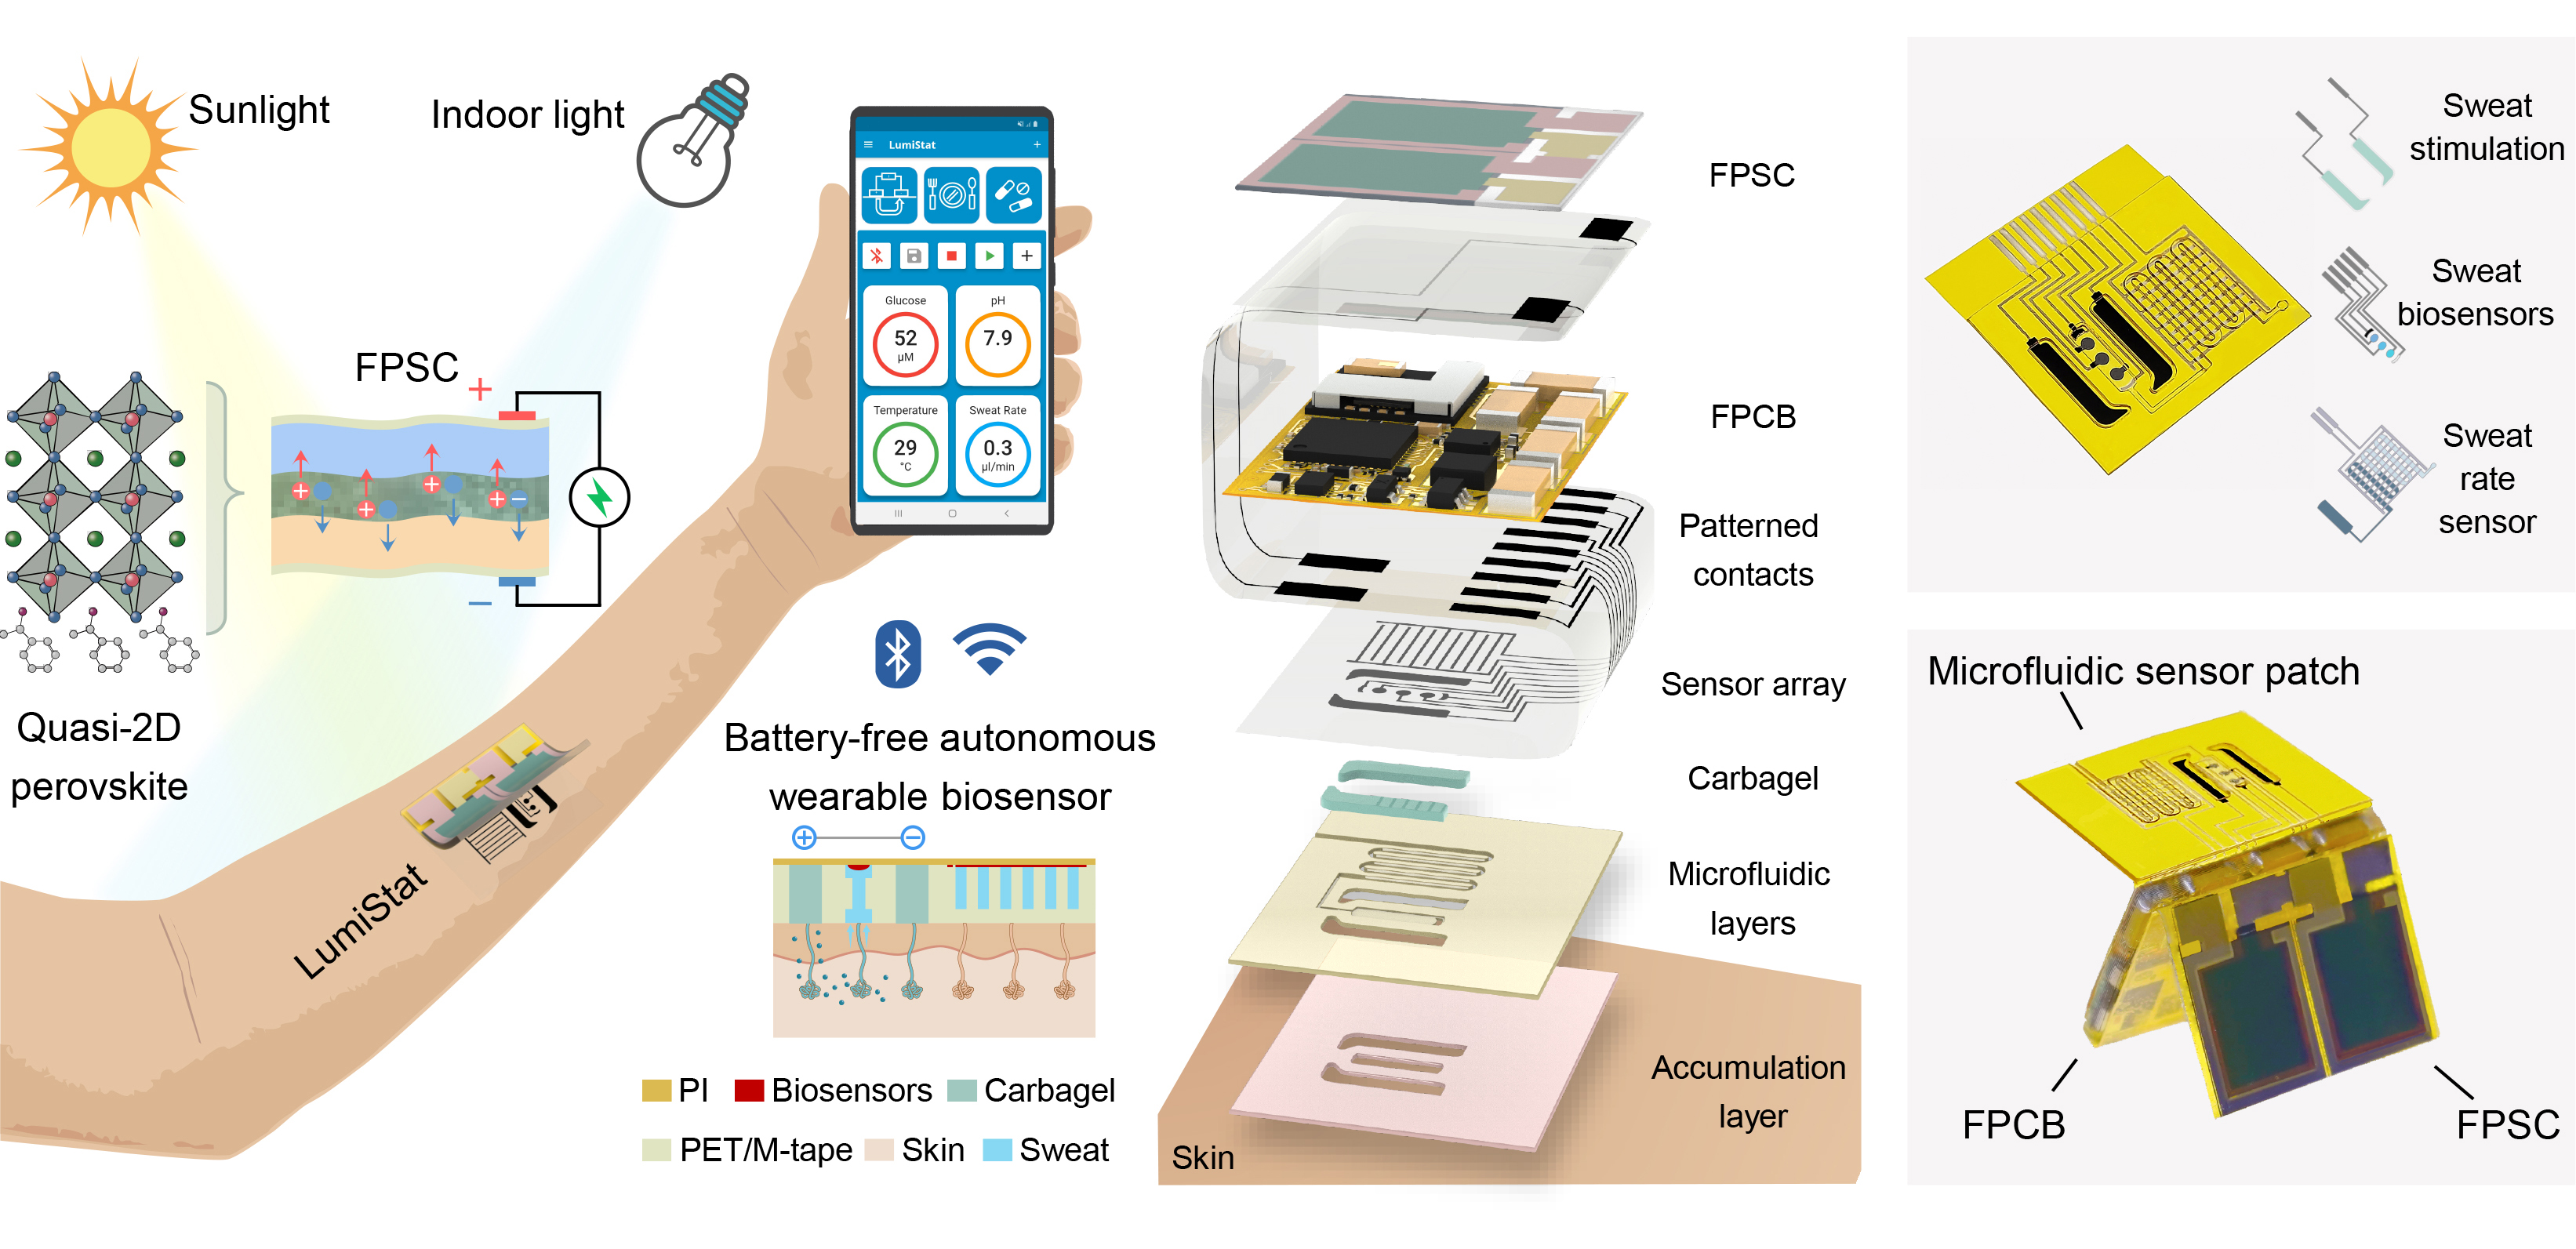 Sunlight
Indoor light
FPSC
+
−
Quasi-2D
perovskite
LumiStat
LumiStat
Glucose
52
µM
pH
7.9
Temperature
29
°C
Sweat Rate
0.3
µl/min
Battery-free autonomous
wearable biosensor
PI
Biosensors
Carbagel
PET/M-tape
Skin
Sweat
FPSC
FPCB
Patterned
contacts
Sensor array
Carbagel
Microfluidic
layers
Accumulation
layer
Skin
Sweat
stimulation
Sweat
biosensors
Sweat
rate
sensor
Microfluidic sensor patch
FPCB
FPSC